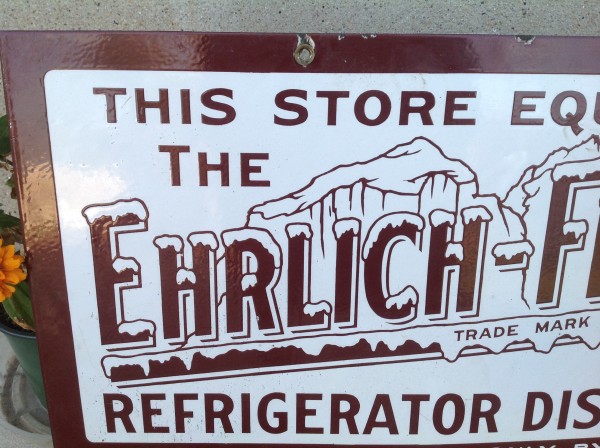 THIS STORE EQU
THE
EHRLICH-F
TRADE MARK
REFRIGERATOR DIS